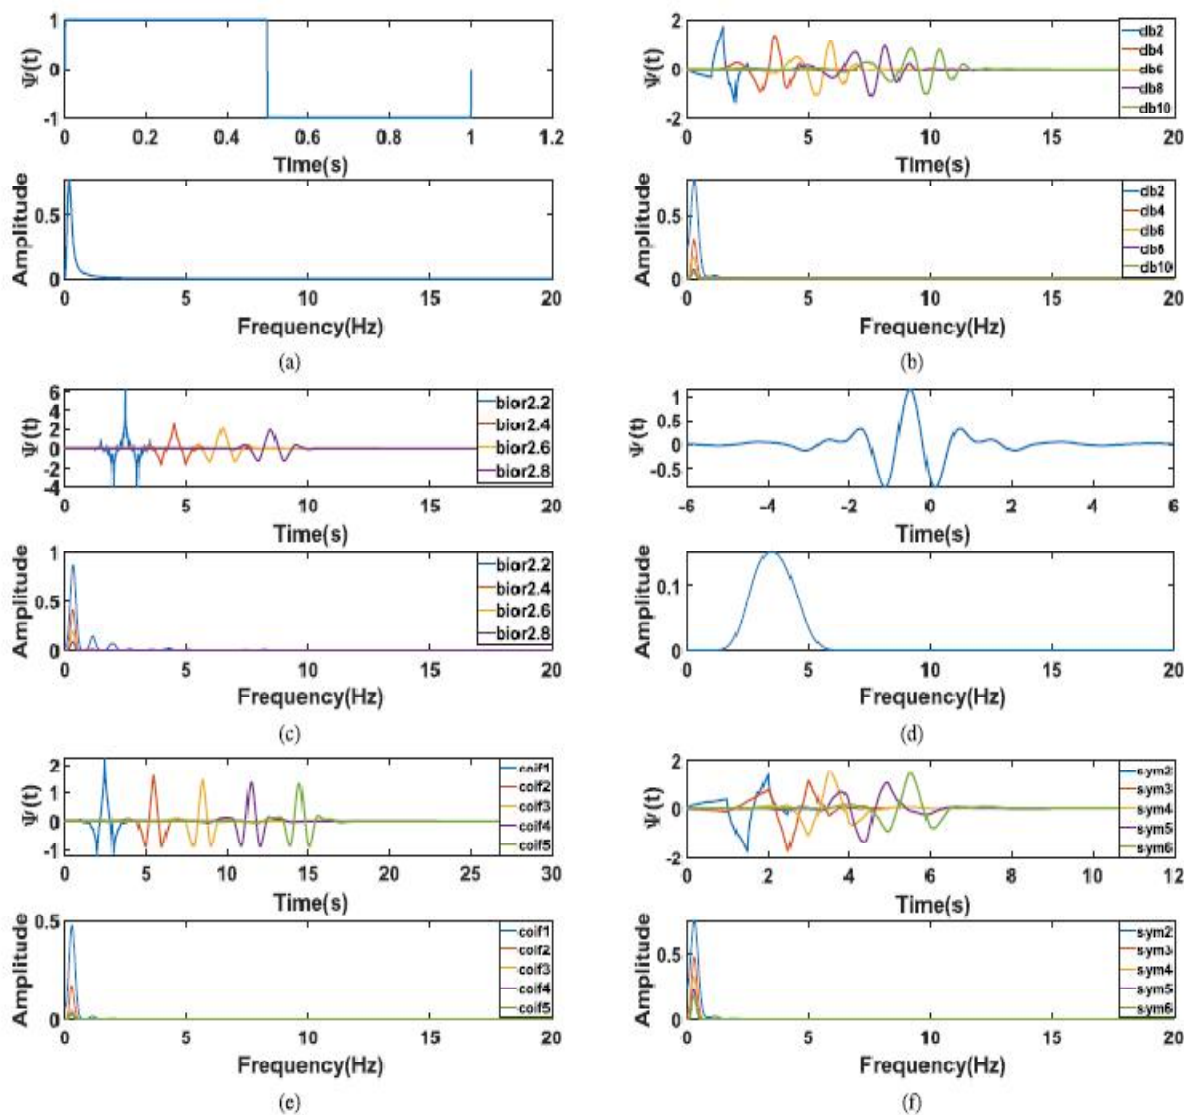 Ψ(t)
1
0
-1
0 0.2 0.4 0.6 0.8 1 1.2
Time(s)
Amplitude
0.5
0
0 5 10 15 20
Frequency(Hz)
(a)
Ψ(t)
2
0
-2
0 5 10 15 20
Time(s)
db2
db4
db6
db8
db10
Amplitude
0.5
0
0 5 10 15 20
Frequency(Hz)
db2
db4
db6
db8
db10
(b)
Ψ(t)
6
4
2
0
-2
-4
0 5 10 15 20
Time(s)
bior2.2
bior2.4
bior2.6
bior2.8
Amplitude
1
0.5
0
0 5 10 15 20
Frequency(Hz)
bior2.2
bior2.4
bior2.6
bior2.8
(c)
Ψ(t)
1
0.5
0
-0.5
-6 -4 -2 0 2 4 6
Time(s)
Amplitude
0.1
0
0 5 10 15 20
Frequency(Hz)
(d)
Ψ(t)
2
1
0
-1
0 5 10 15 20 25 30
Time(s)
coif1
coif2
coif3
coif4
coif5
Amplitude
0.5
0
0 5 10 15 20
Frequency(Hz)
coif1
coif2
coif3
coif4
coif5
(e)
Ψ(t)
2
0
-2
0 2 4 6 8 10 12
Time(s)
sym2
sym3
sym4
sym5
sym6
Amplitude
0.5
0
0 5 10 15 20
Frequency(Hz)
sym2
sym3
sym4
sym5
sym6
(f)